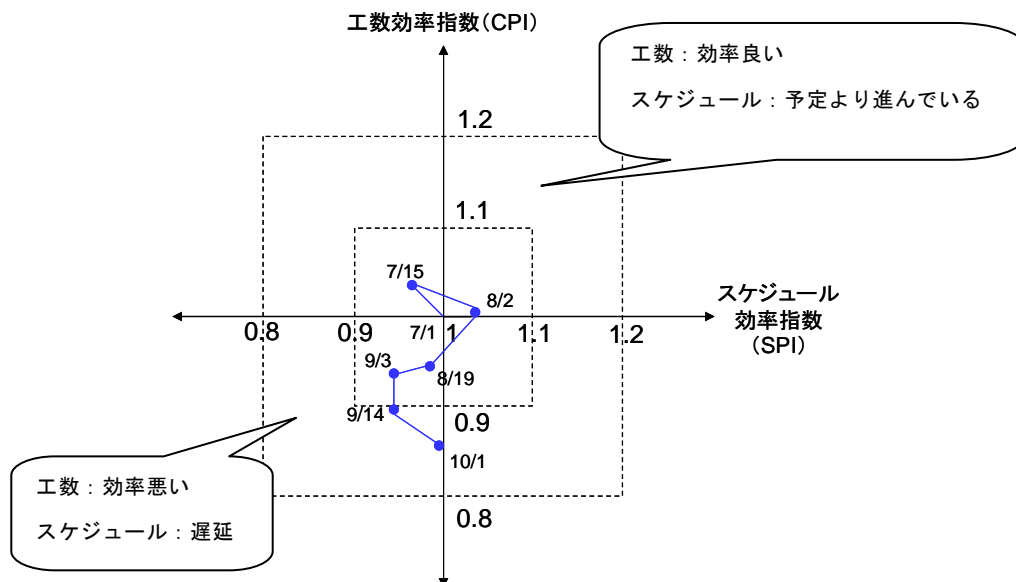 工数効率指数(CPI)
工数：効率良い
スケジュール：予定より進んでいる
1.2
1.1
7/15
8/2
スケジュール
効率指数
(SPI)
0.8
0.9
7/1
1
1.1
1.2
9/3
8/19
9/14
0.9
10/1
工数：効率悪い
スケジュール：遅延
0.8